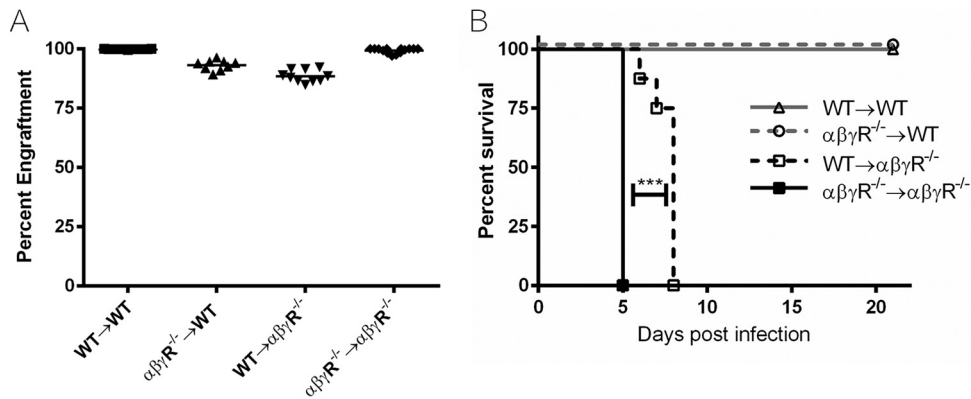 A
Percent Engraftment
100
75
50
25
0
WT→WT
αβγR⁻/⁻→WT
WT→αβγR⁻/⁻
αβγR⁻/⁻→αβγR⁻/⁻
B
Percent survival
100
75
50
25
0
0 5 10 15 20
Days post infection
***
WT→WT
αβγR⁻/⁻→WT
WT→αβγR⁻/⁻
αβγR⁻/⁻→αβγR⁻/⁻